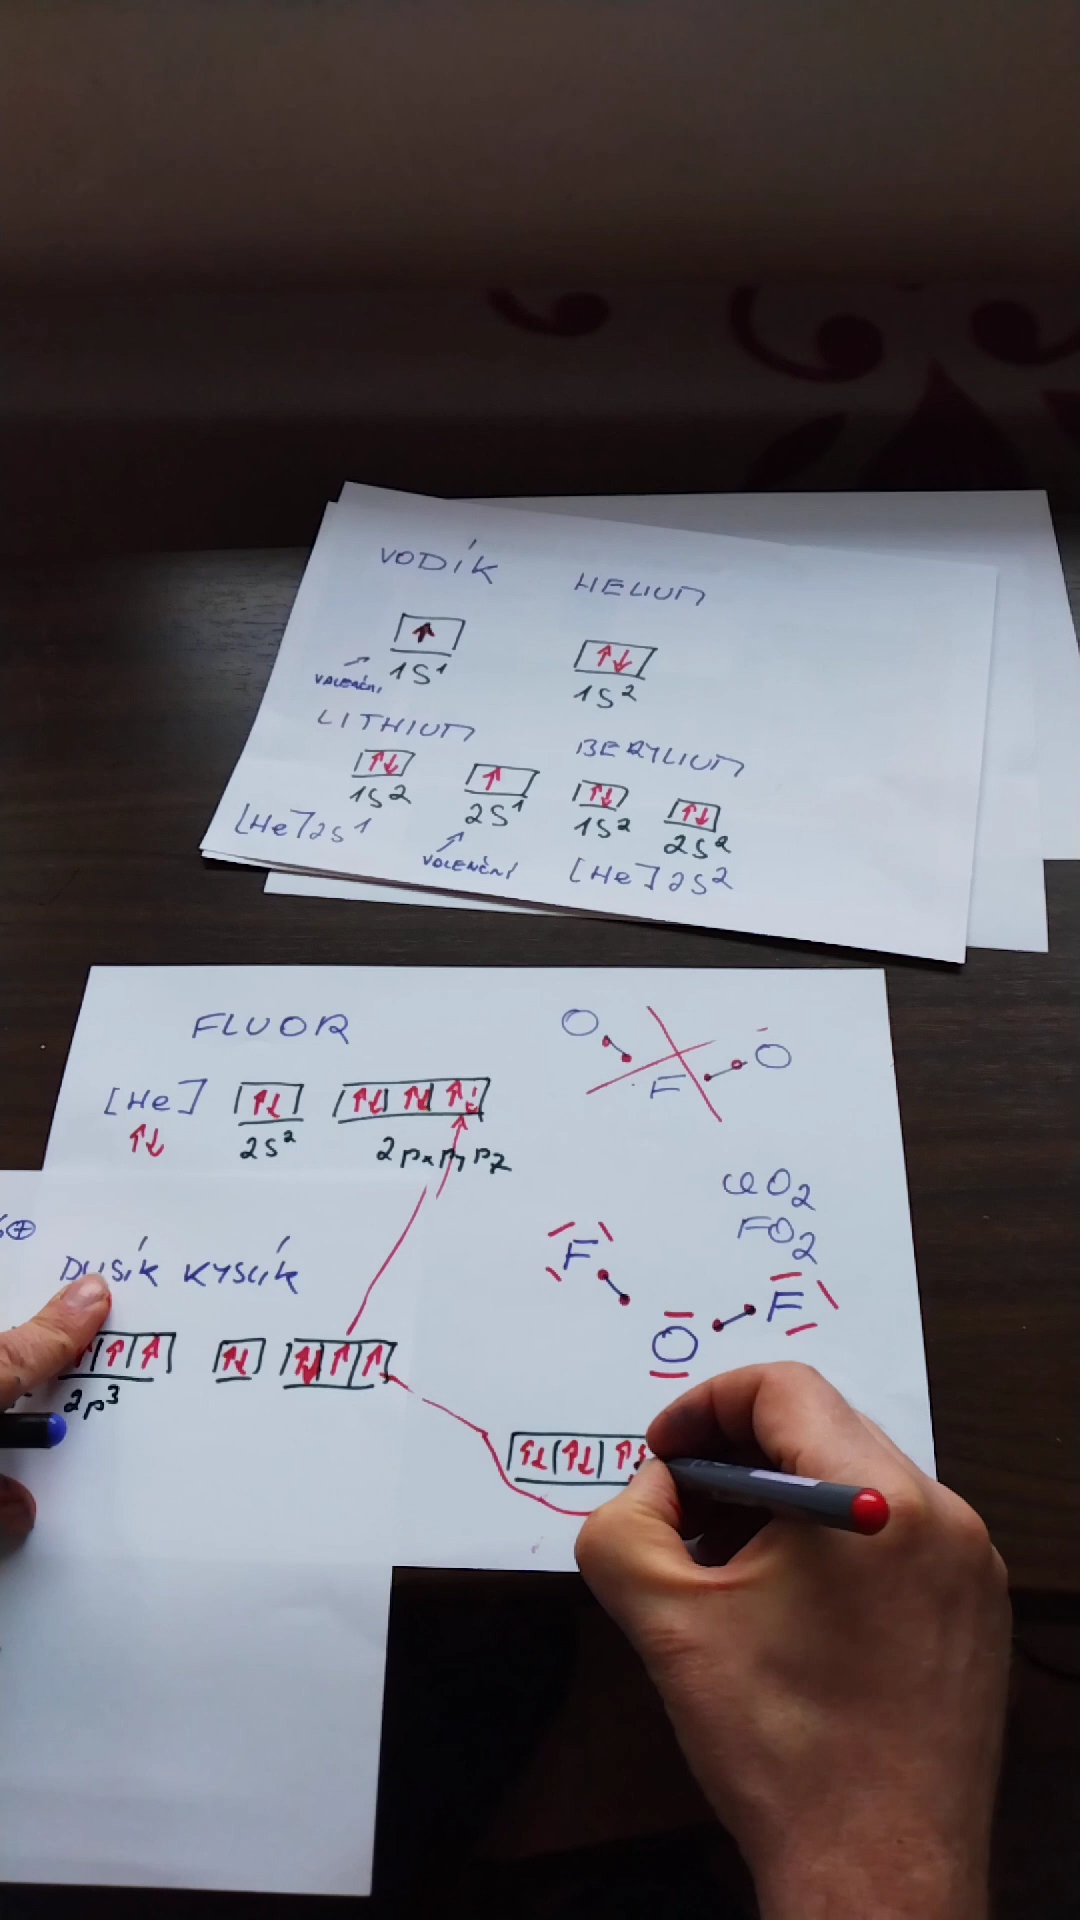 VODÍK HELIUM
↑ ↑↓
1S¹ 1S²
VALENČNÍ
LITHIUM BERYLIUM
↑↓ ↑ ↑↓ ↑↓
1S² 2S¹ 1S² 2S²
[He]2S¹ VALENČNÍ [He]2S²
FLUOR
[He] ↑↓ ↑↓ ↑↓ ↑↓
↑↓ 2S² 2px py pz
O O
F
ClO2
FO2
F F
O
DUSÍK KYSLÍK
↑ ↑ ↑ ↑↓ ↑↓ ↑ ↑
2p³
↑↓ ↑↓ ↑↓